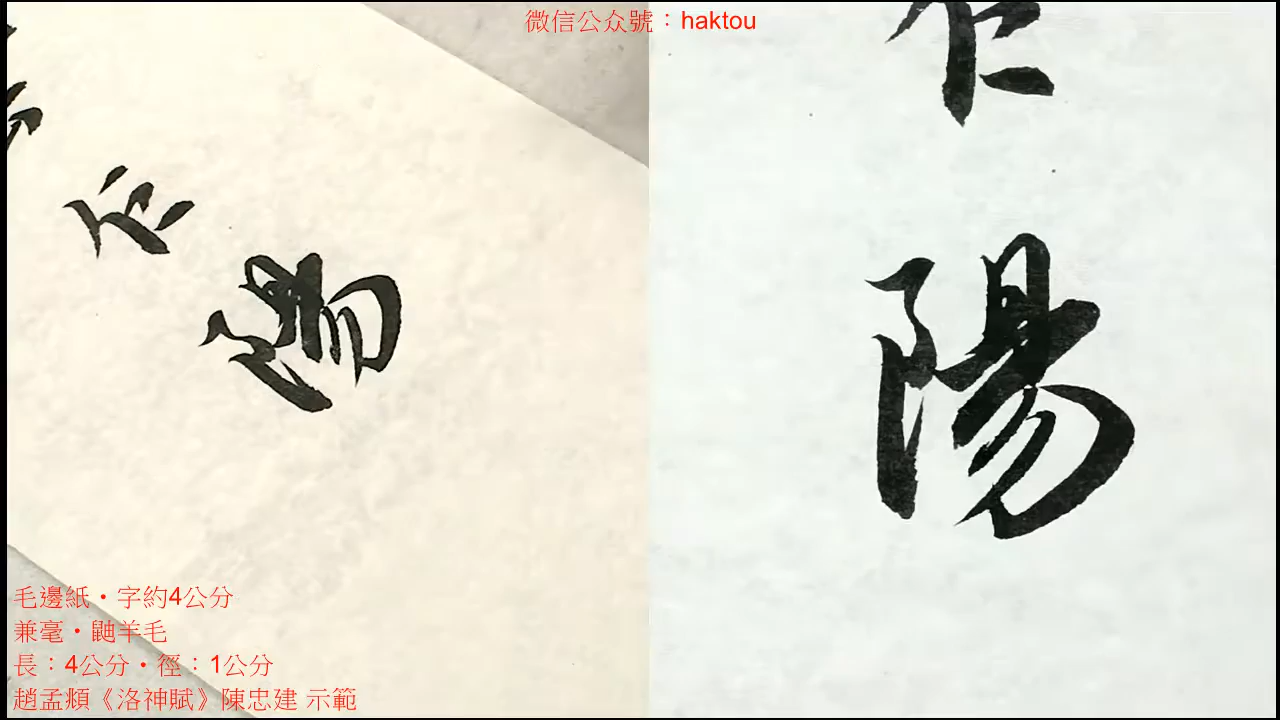 微信公众號：haktou
陽
陽
毛邊紙・字約4公分
兼毫・鼬羊毛
長：4公分・徑：1公分
趙孟頫《洛神賦》陳忠建 示範